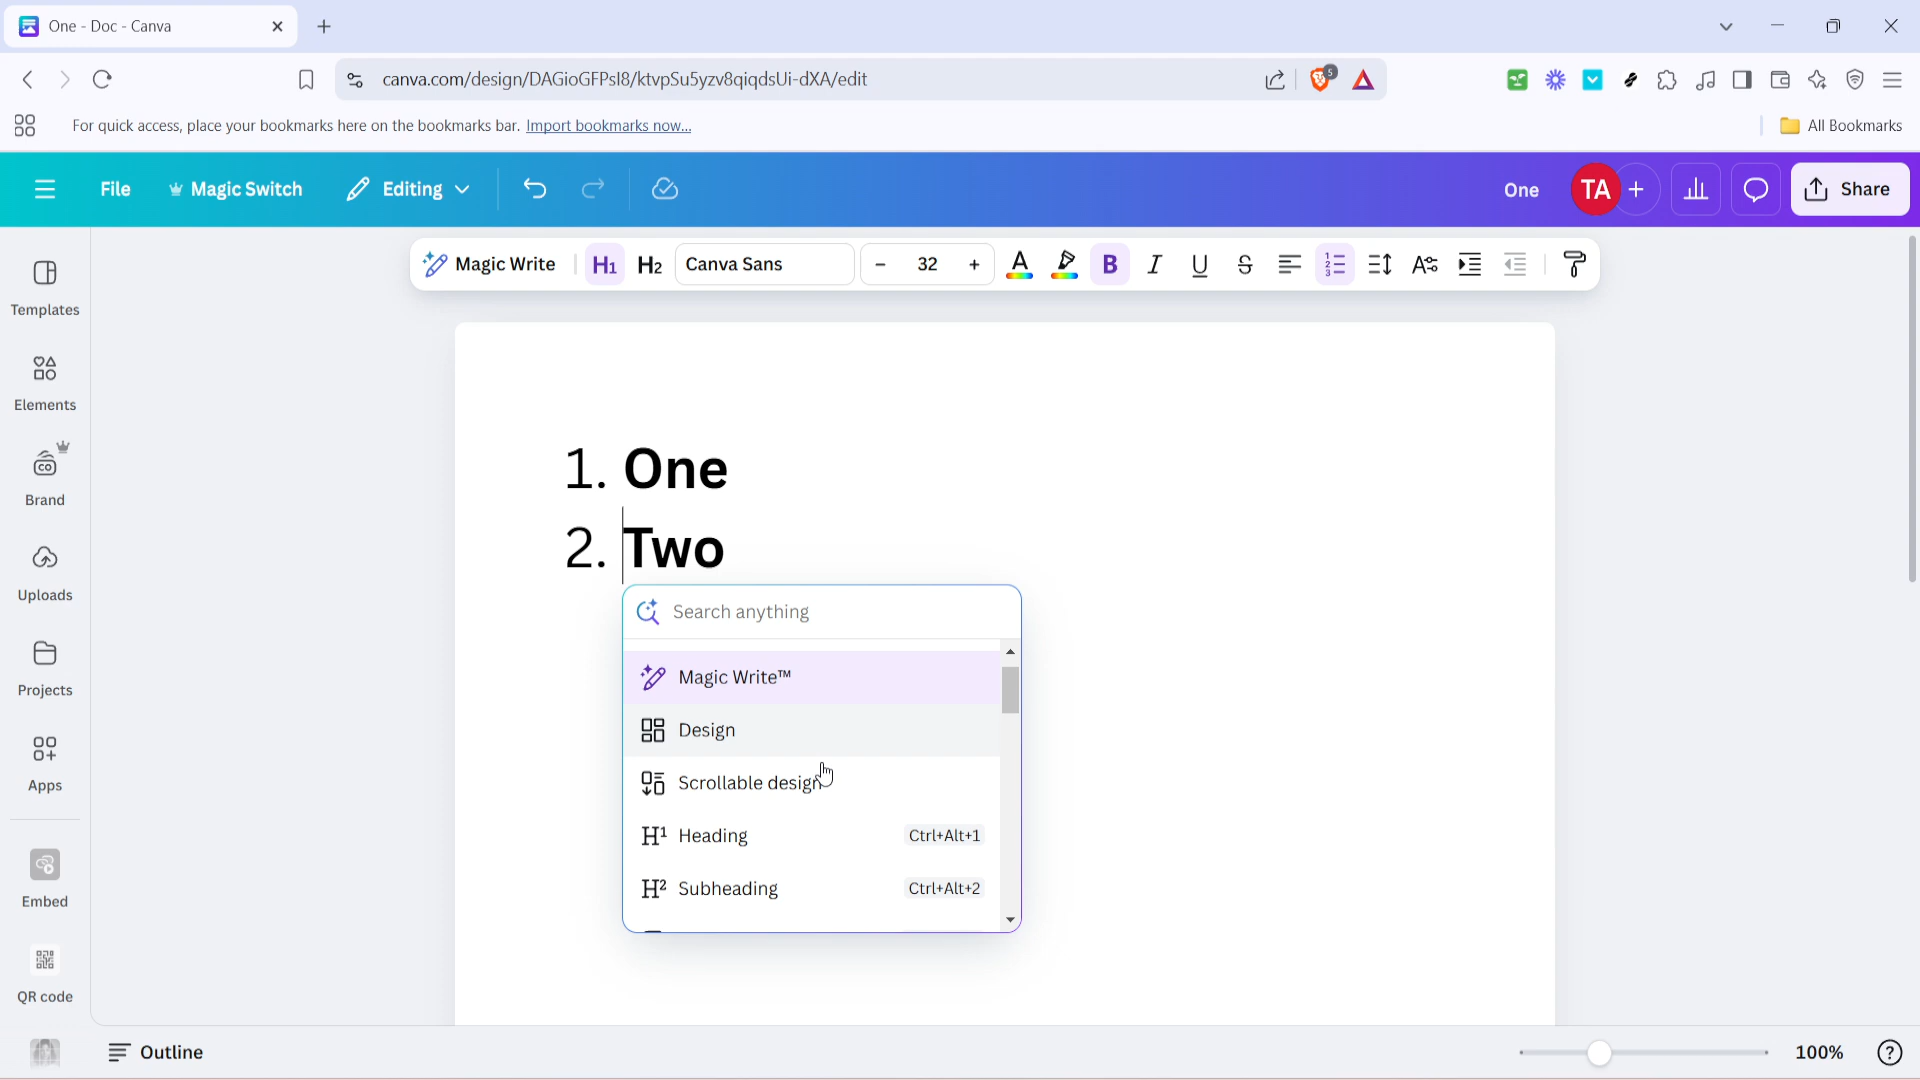 One - Doc - Canva
canva.com/design/DAGioGFPsI8/ktvpSu5yzv8qiqdsUi-dXA/edit
5
For quick access, place your bookmarks here on the bookmarks bar. Import bookmarks now...
All Bookmarks
File
Magic Switch
Editing
One
TA
Share
Magic Write
H1
H2
Canva Sans
32
A
B
I
U
S
Templates
Elements
Brand
Uploads
Projects
Apps
Embed
QR code
1. One
2. Two
Search anything
Magic Write™
Design
Scrollable design
H1 Heading Ctrl+Alt+1
H2 Subheading Ctrl+Alt+2
Outline
100%